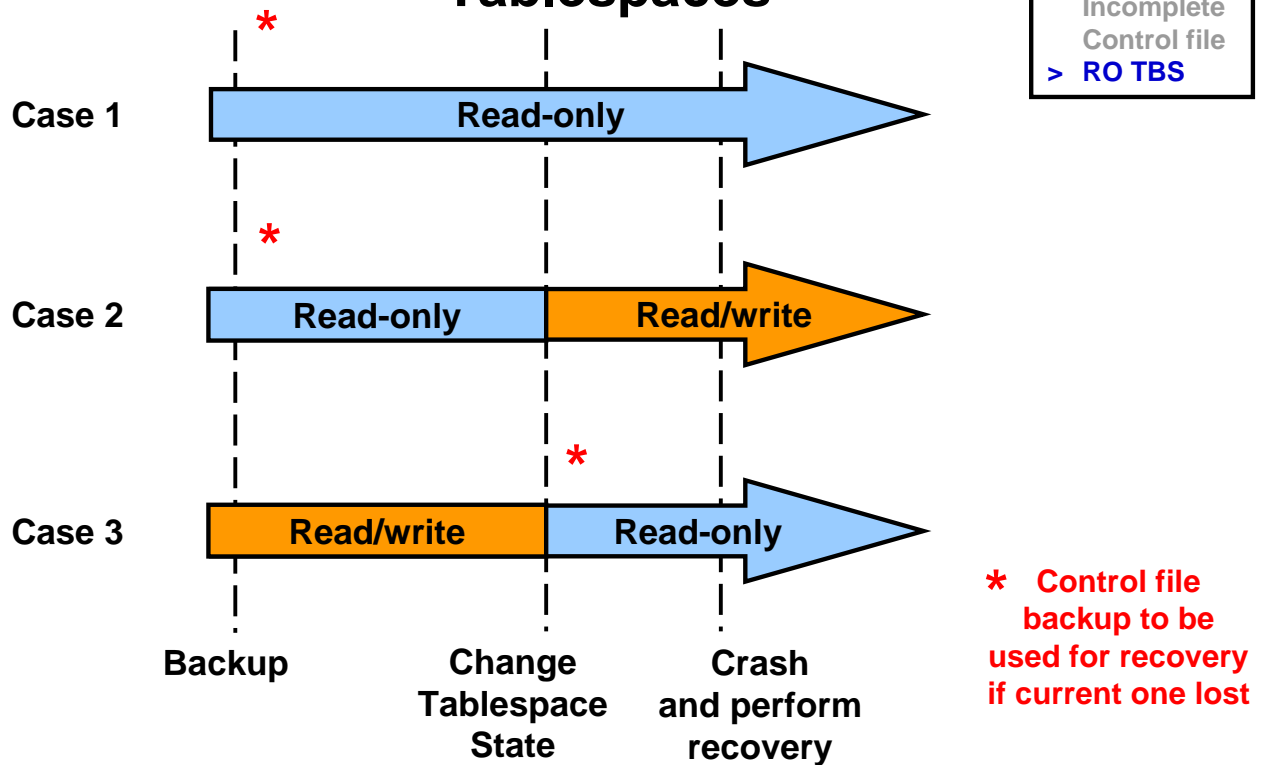 Tablespaces
Incomplete
Control file
> RO TBS
*
Case 1
Read-only
*
Case 2
Read-only
Read/write
*
Case 3
Read/write
Read-only
* Control file
backup to be
used for recovery
if current one lost
Backup
Change
Tablespace
State
Crash
and perform
recovery